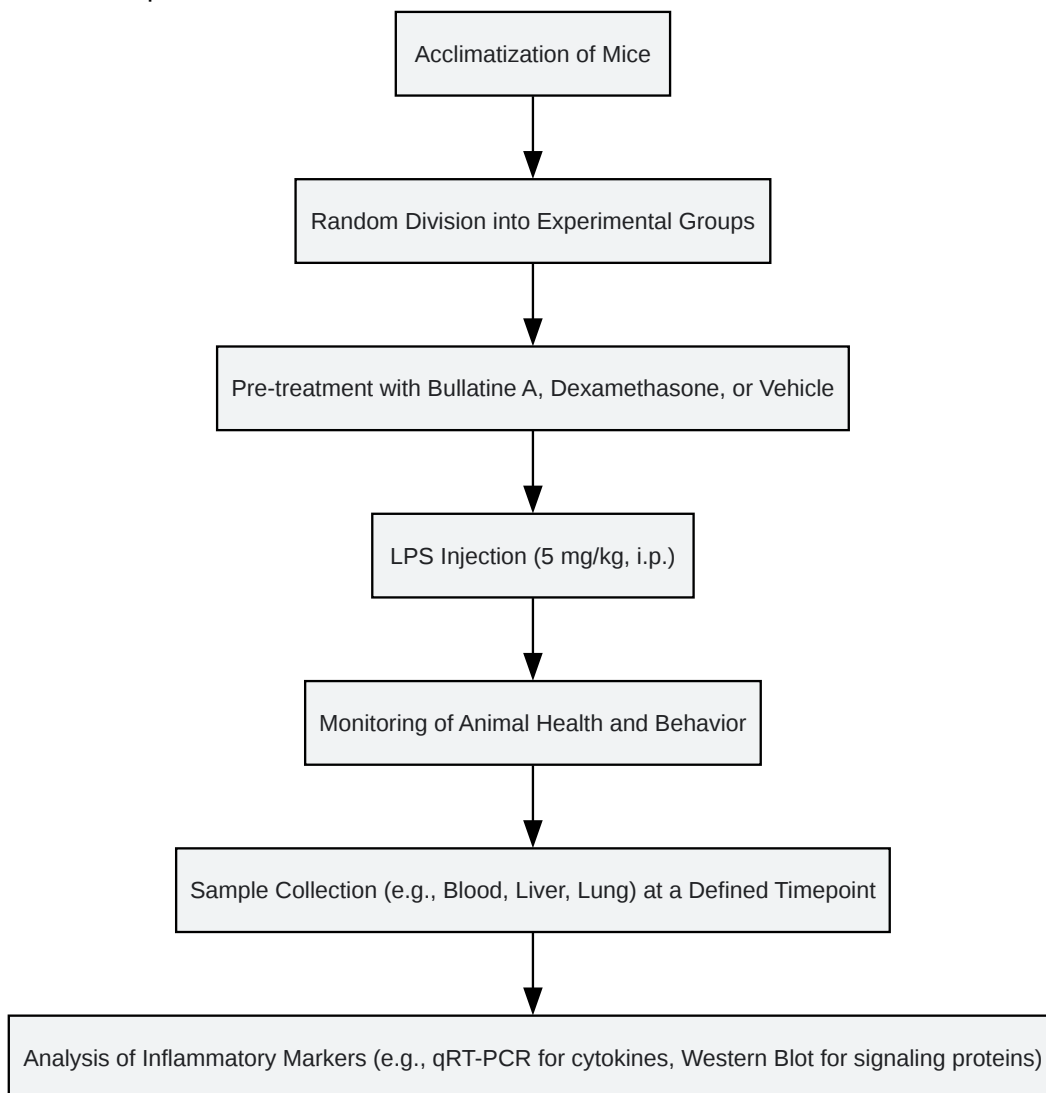 Acclimatization of Mice
Random Division into Experimental Groups
Pre-treatment with Bullatine A, Dexamethasone, or Vehicle
LPS Injection (5 mg/kg, i.p.)
Monitoring of Animal Health and Behavior
Sample Collection (e.g., Blood, Liver, Lung) at a Defined Timepoint
Analysis of Inflammatory Markers (e.g., qRT-PCR for cytokines, Western Blot for signaling proteins)